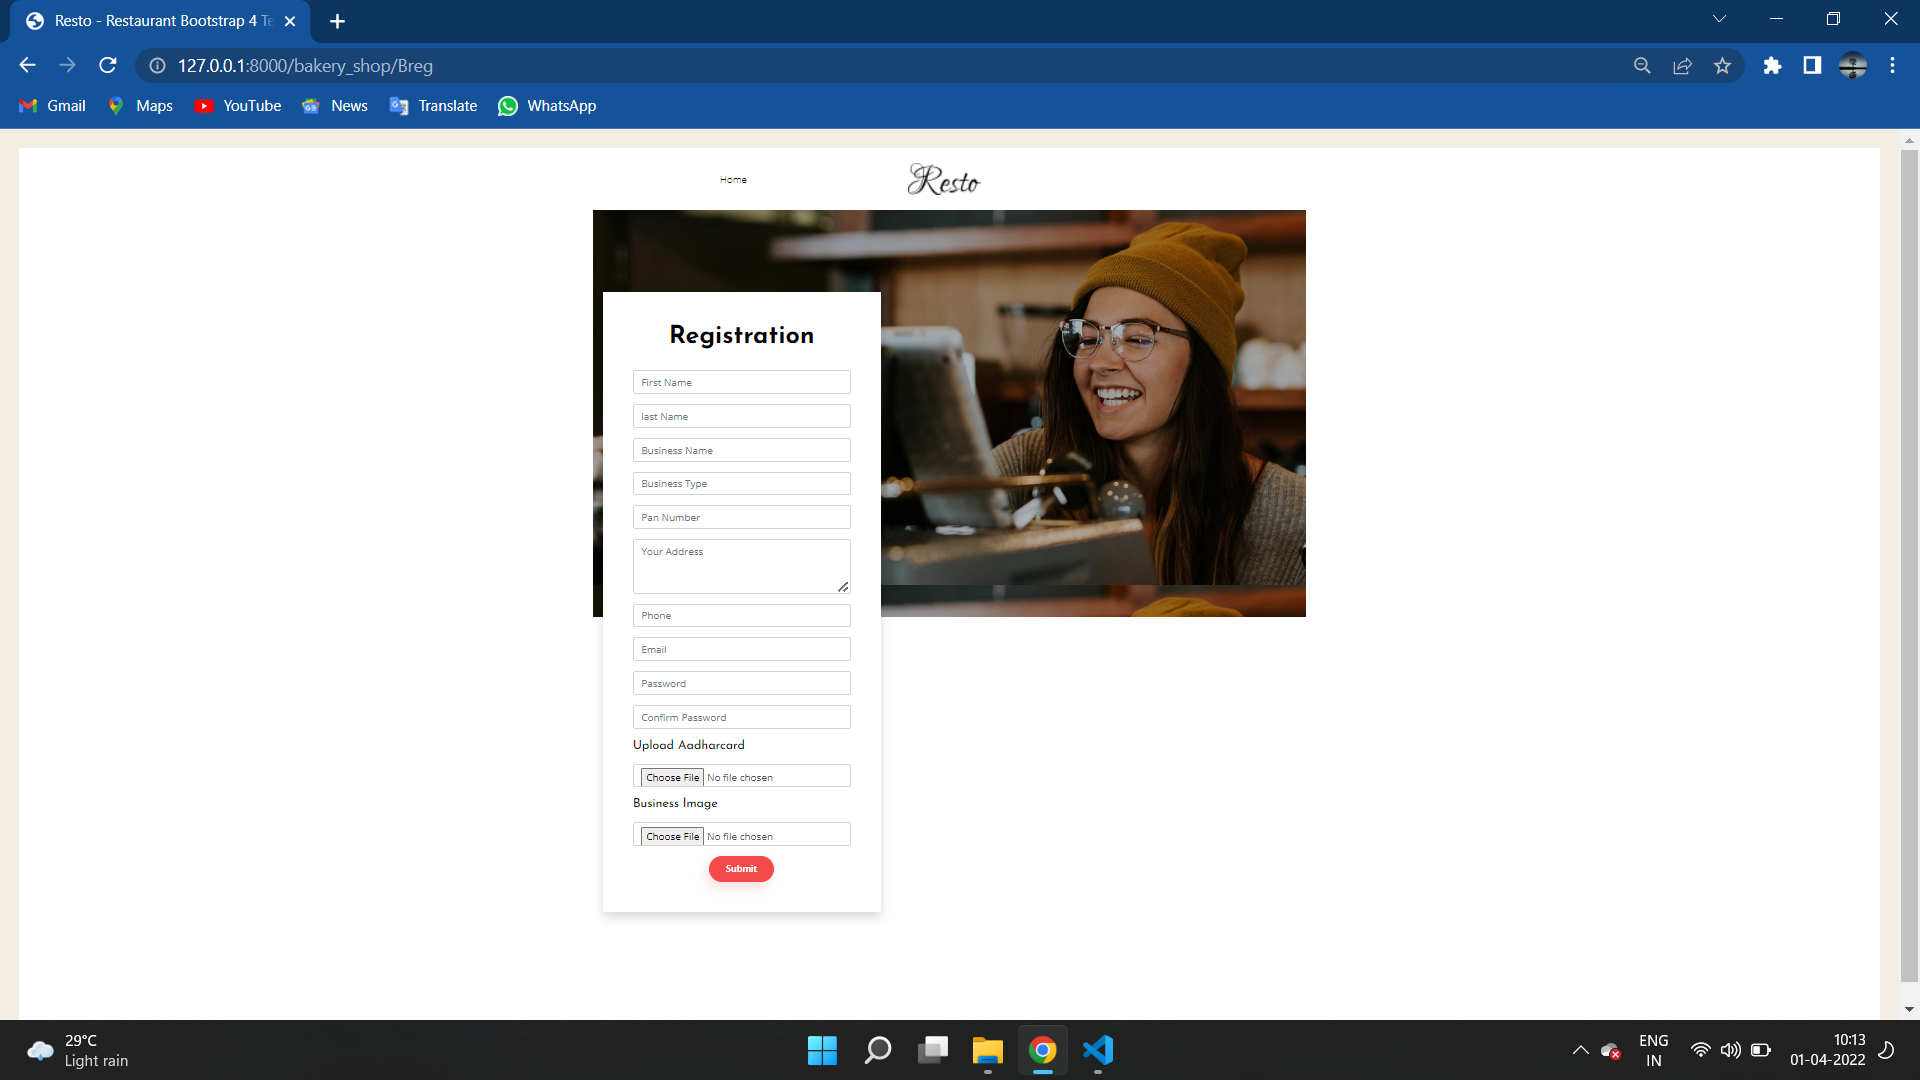 Resto - Restaurant Bootstrap 4 Te
127.0.0.1:8000/bakery_shop/Breg
Gmail Maps YouTube News Translate WhatsApp
Home
Resto
Registration
First Name
last Name
Business Name
Business Type
Pan Number
Your Address
Phone
Email
Password
Confirm Password
Upload Aadharcard
Choose File No file chosen
Business Image
Choose File No file chosen
Submit
29°C
Light rain
ENG
IN
10:13
01-04-2022